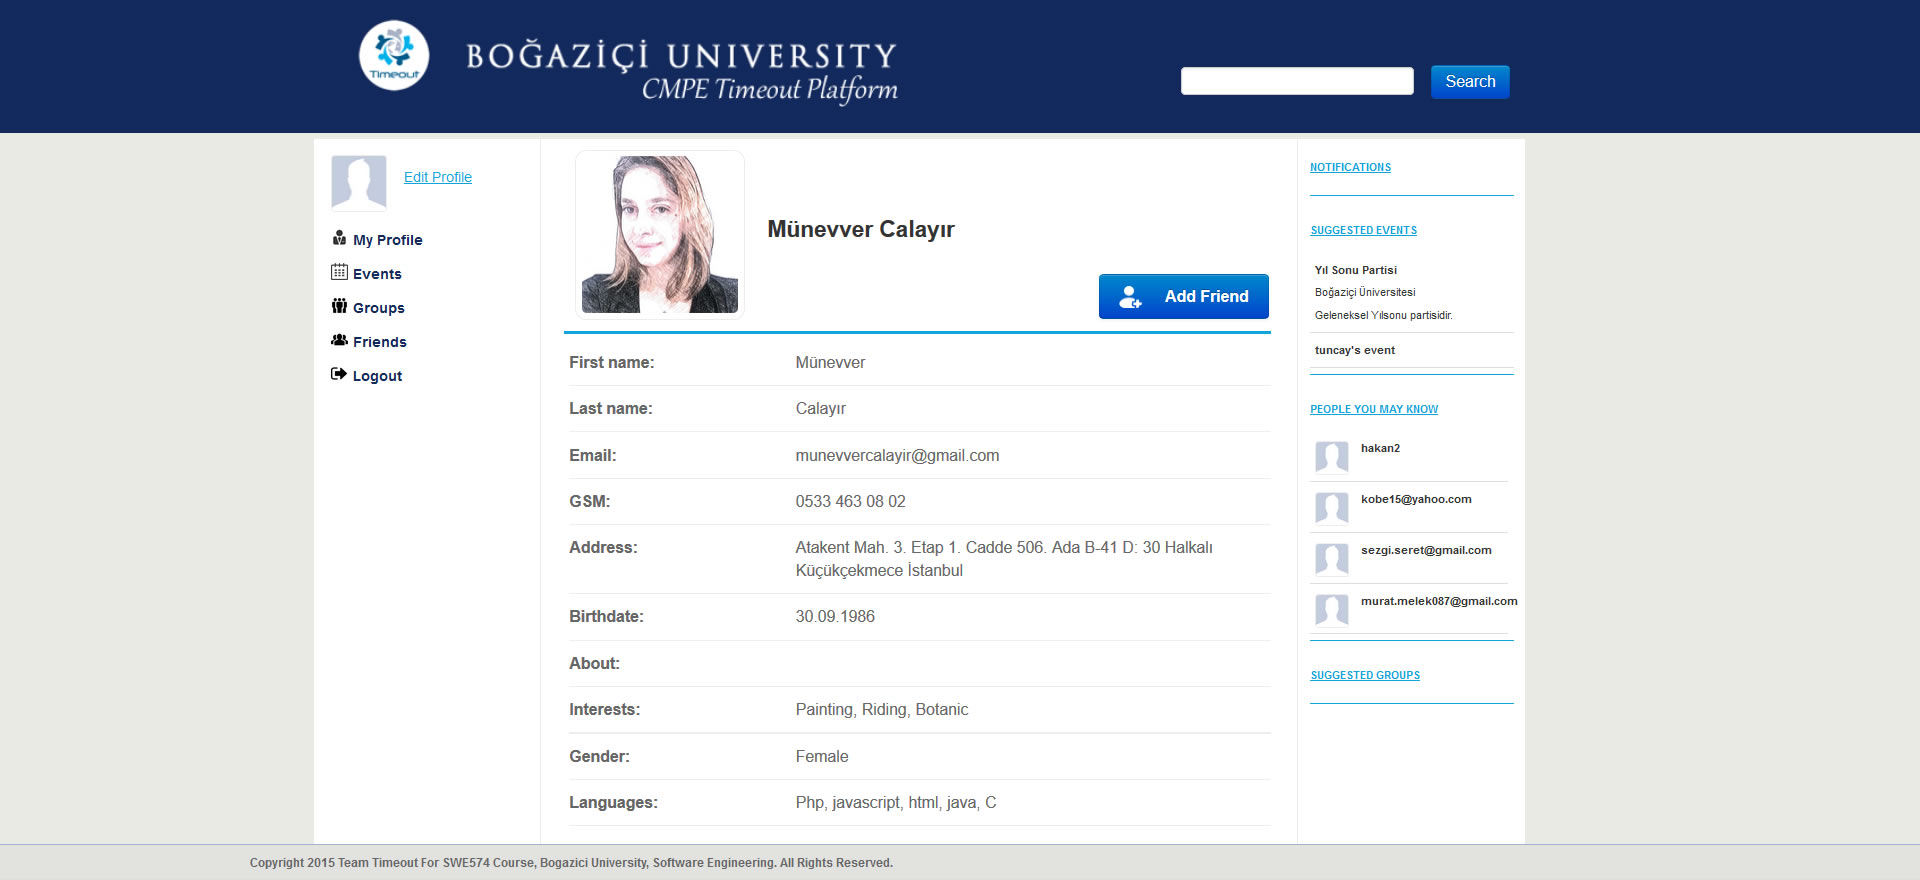 Timeout
BOĞAZİÇİ UNIVERSITY
CMPE Timeout Platform
Search
Edit Profile
My Profile
Events
Groups
Friends
Logout
Münevver Calayır
Add Friend
First name: Münevver
Last name: Calayır
Email: munevvercalayir@gmail.com
GSM: 0533 463 08 02
Address: Atakent Mah. 3. Etap 1. Cadde 506. Ada B-41 D: 30 Halkalı
Küçükçekmece İstanbul
Birthdate: 30.09.1986
About:
Interests: Painting, Riding, Botanic
Gender: Female
Languages: Php, javascript, html, java, C
NOTIFICATIONS
SUGGESTED EVENTS
Yıl Sonu Partisi
Boğaziçi Üniversitesi
Geleneksel Yılsonu partisidir.
tuncay's event
PEOPLE YOU MAY KNOW
hakan2
kobe15@yahoo.com
sezgi.seret@gmail.com
murat.melek087@gmail.com
SUGGESTED GROUPS
Copyright 2015 Team Timeout For SWE574 Course, Bogazici University, Software Engineering. All Rights Reserved.